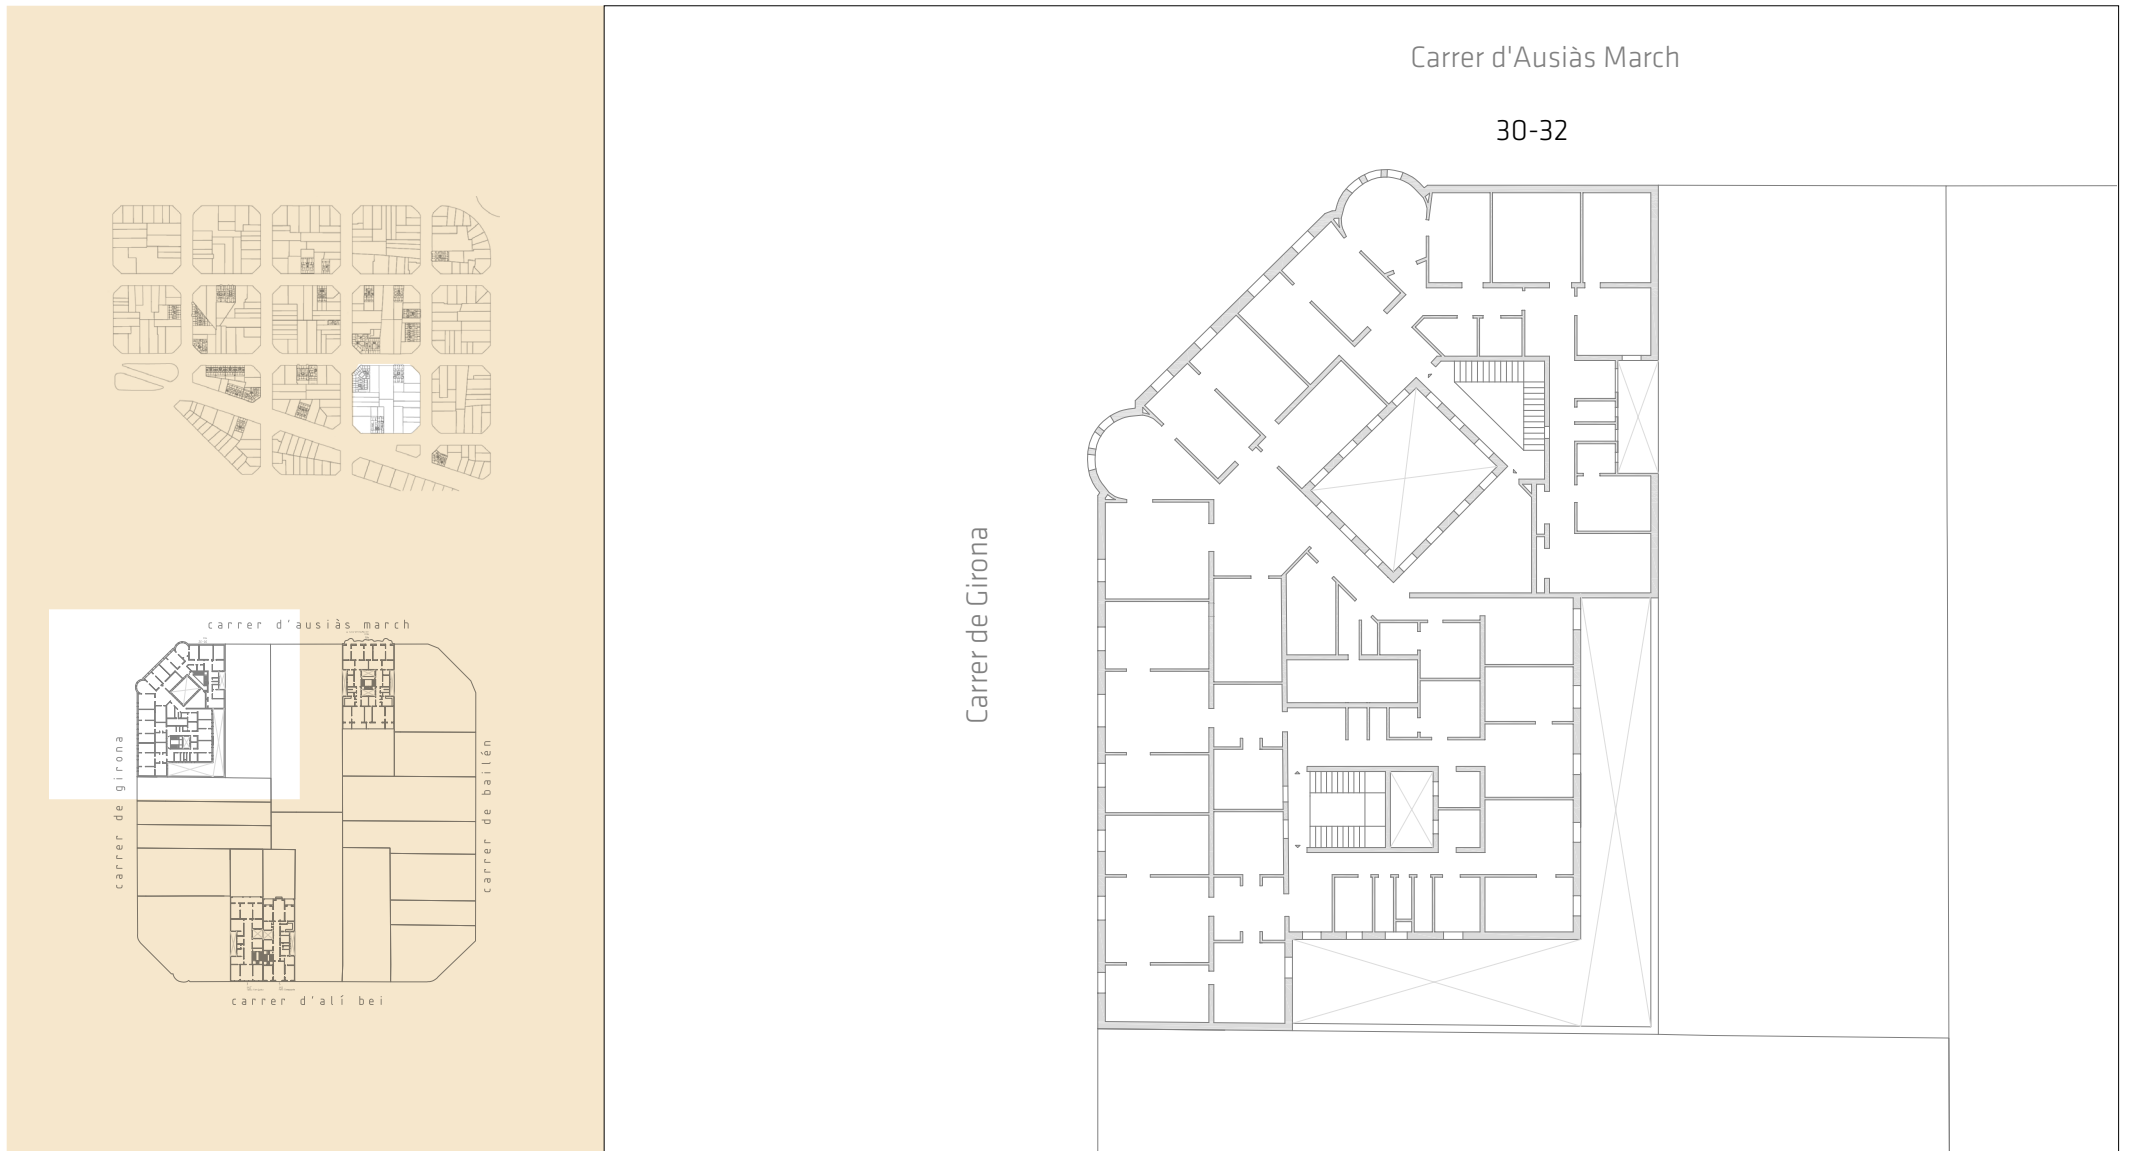 carrer d'ausiàs march
carrer de girona
carrer de bailén
carrer d'alí bei
Carrer d'Ausiàs March
30-32
Carrer de Girona